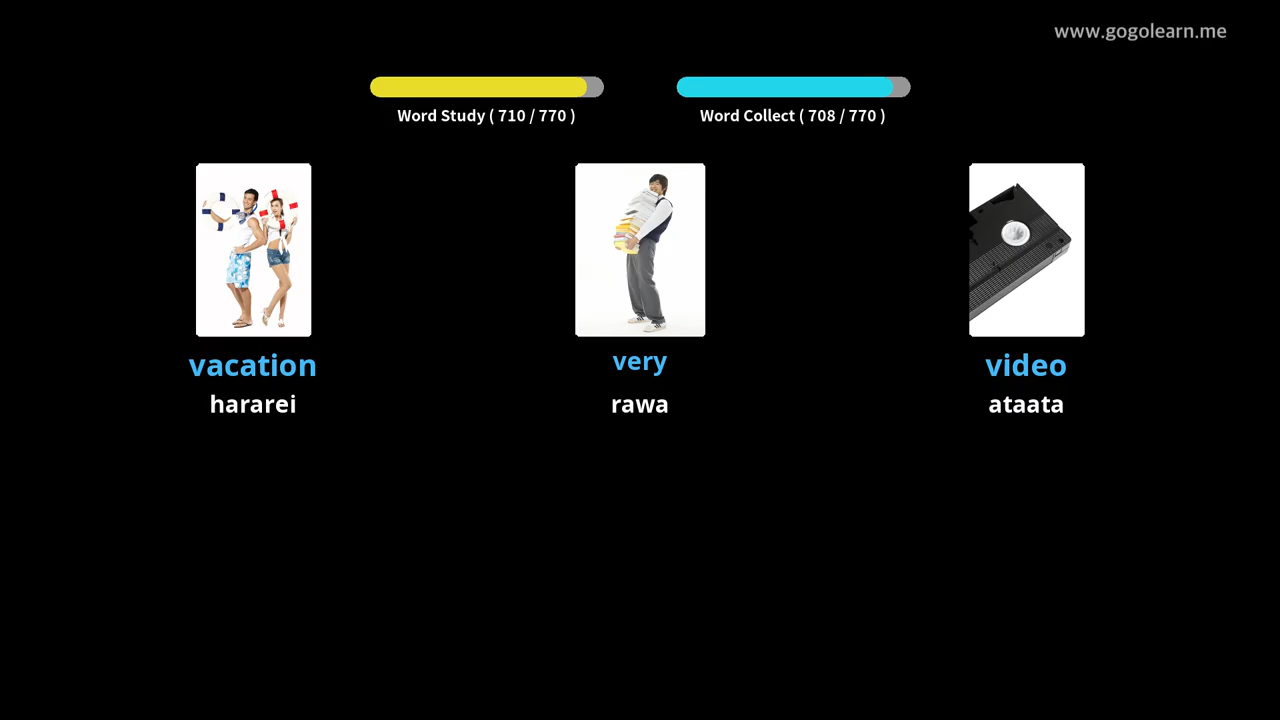 www.gogolearn.me
Word Study ( 710 / 770 )
Word Collect ( 708 / 770 )
vacation
hararei
very
rawa
video
ataata